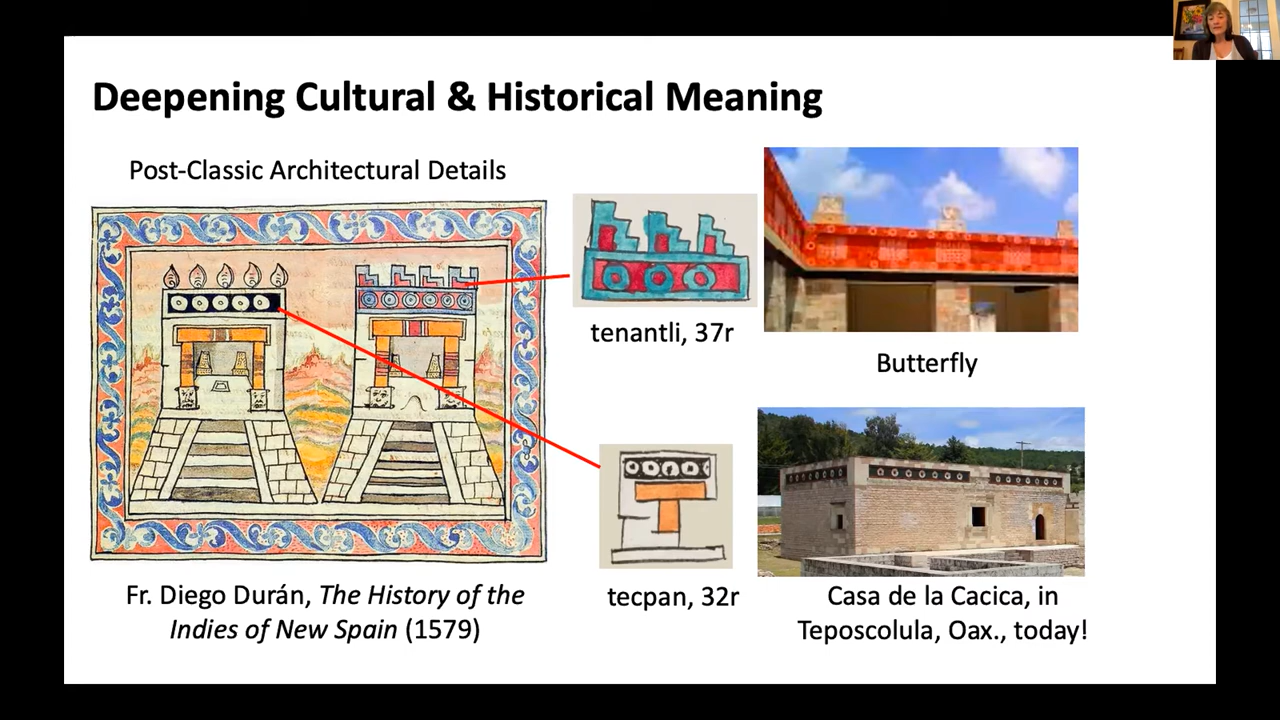 Deepening Cultural & Historical Meaning
Post-Classic Architectural Details
tenantli, 37r
Butterfly
tecpan, 32r
Fr. Diego Durán, The History of the
Indies of New Spain (1579)
Casa de la Cacica, in
Teposcolula, Oax., today!